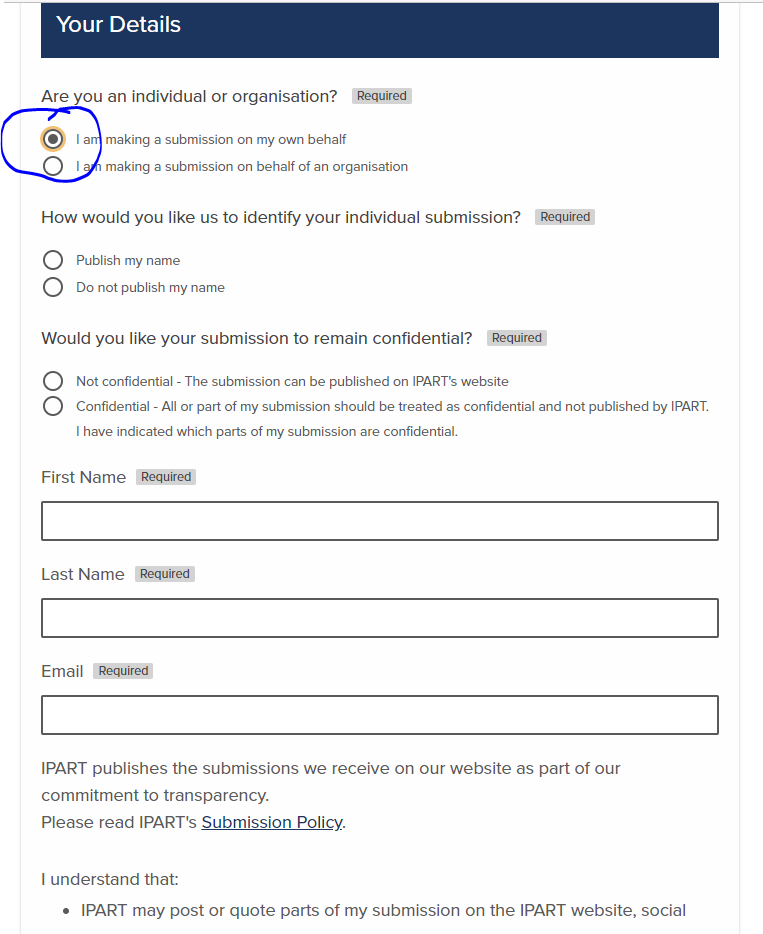 Your Details
Are you an individual or organisation? Required
I am making a submission on my own behalf
I am making a submission on behalf of an organisation
How would you like us to identify your individual submission? Required
Publish my name
Do not publish my name
Would you like your submission to remain confidential? Required
Not confidential - The submission can be published on IPART's website
Confidential - All or part of my submission should be treated as confidential and not published by IPART.
I have indicated which parts of my submission are confidential.
First Name Required
Last Name Required
Email Required
IPART publishes the submissions we receive on our website as part of our
commitment to transparency.
Please read IPART's Submission Policy.
I understand that:
• IPART may post or quote parts of my submission on the IPART website, social